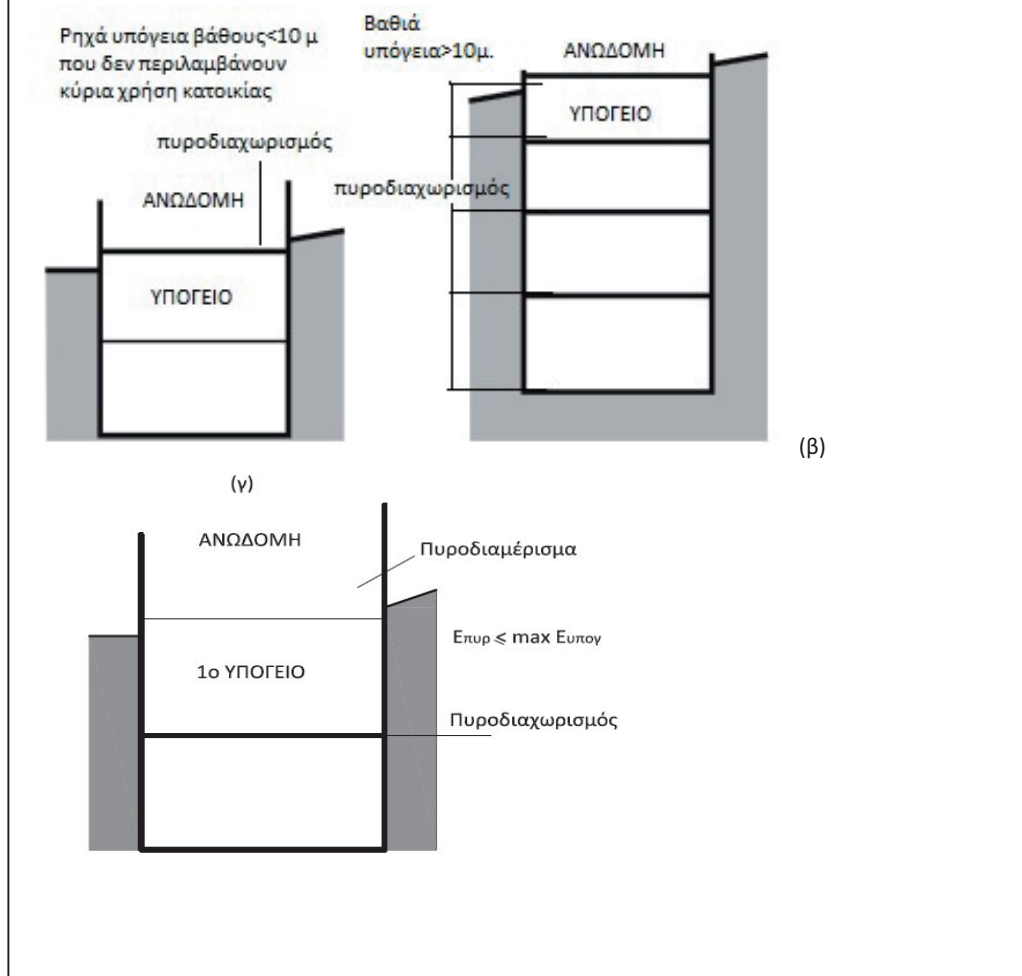 Ρηχά υπόγεια βάθους<10 μ
που δεν περιλαμβάνουν
κύρια χρήση κατοικίας
πυροδιαχωρισμός
ΑΝΩΔΟΜΗ
ΥΠΟΓΕΙΟ
Βαθιά
υπόγεια>10μ.
ΑΝΩΔΟΜΗ
ΥΠΟΓΕΙΟ
πυροδιαχωρισμός
(β)
(γ)
ΑΝΩΔΟΜΗ
Πυροδιαμέρισμα
Επυρ ⩽ max Ευπογ
1ο ΥΠΟΓΕΙΟ
Πυροδιαχωρισμός